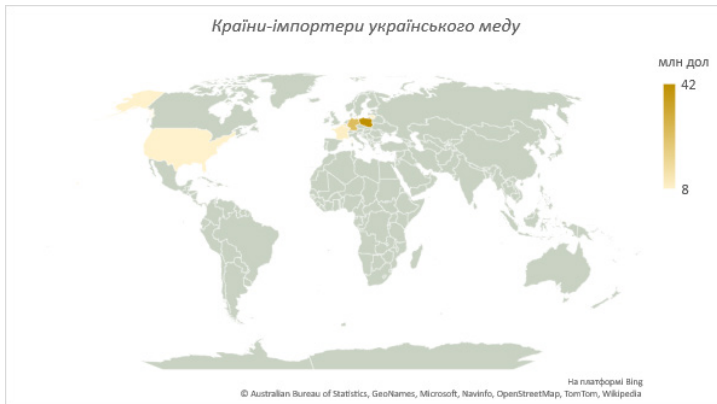 Країни-імпортери українського меду
млн дол
42
8
На платформі Bing
© Australian Bureau of Statistics, GeoNames, Microsoft, Navinfo, OpenStreetMap, TomTom, Wikipedia